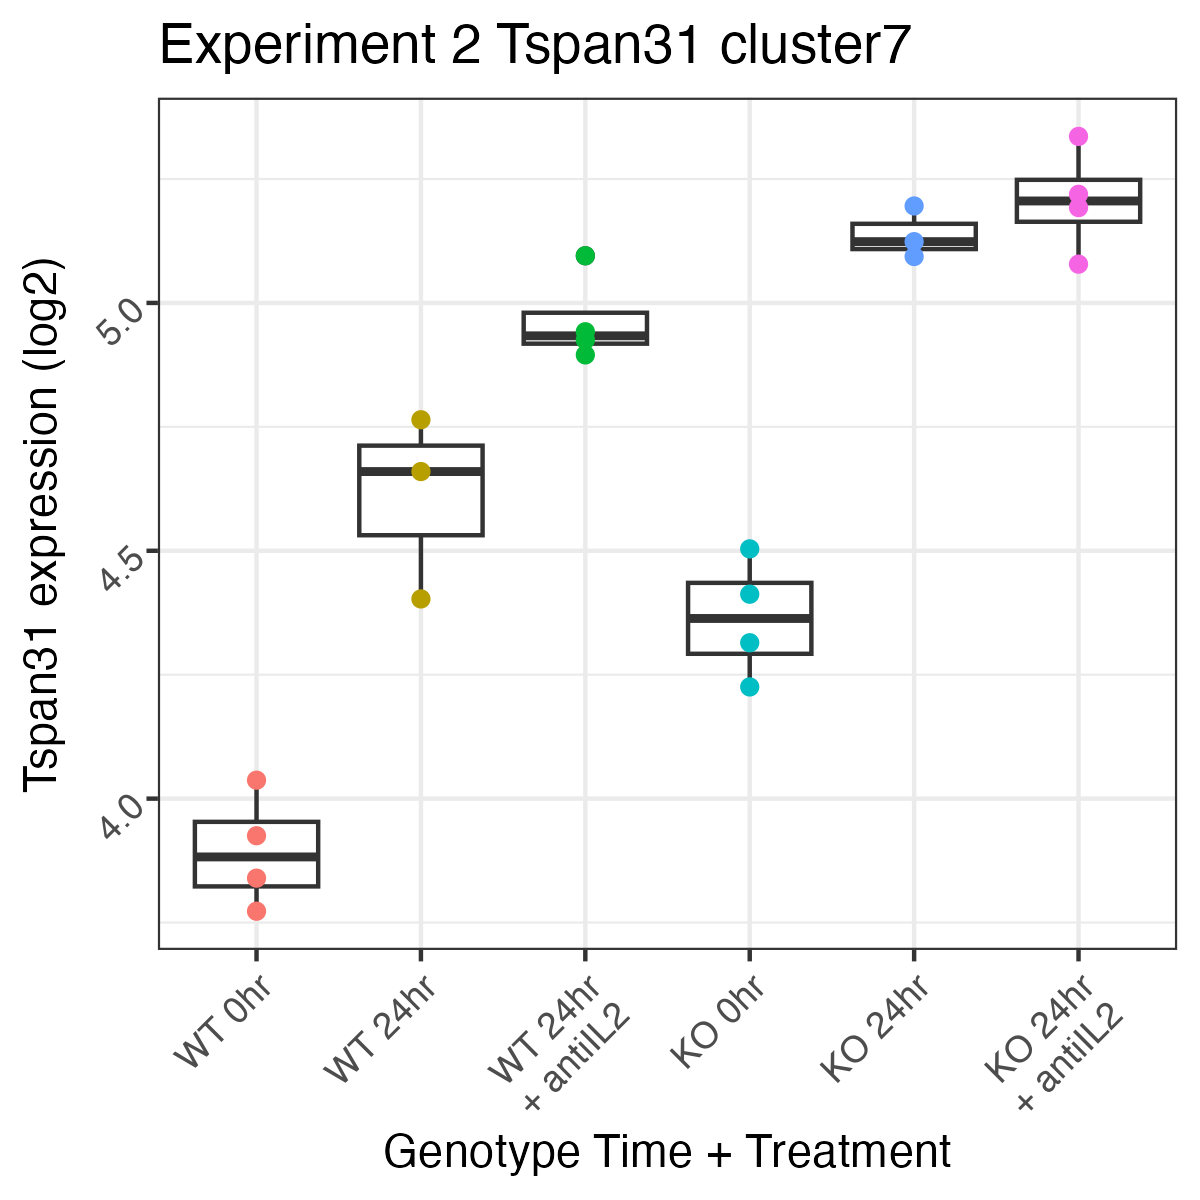 Experiment 2 Tspan31 cluster7
Tspan31 expression (log2)
5.0
4.5
4.0
WT 0hr
WT 24hr
WT 24hr
+ antiIL2
KO 0hr
KO 24hr
KO 24hr
+ antiIL2
Genotype Time + Treatment